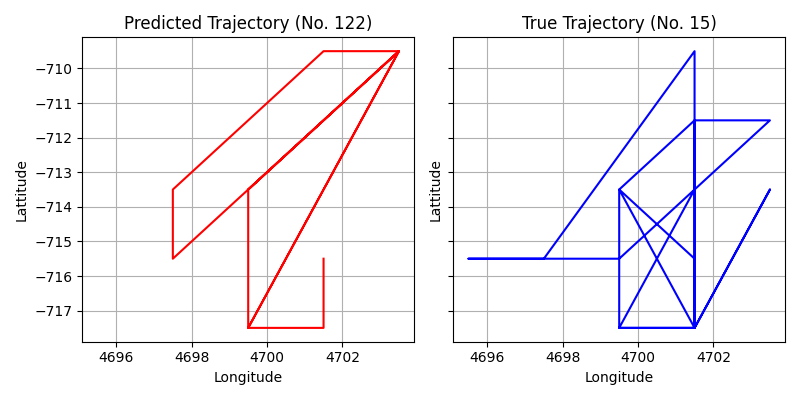 Predicted Trajectory (No. 122)
Lattitude
−710
−711
−712
−713
−714
−715
−716
−717
4696
4698
4700
4702
Longitude
True Trajectory (No. 15)
Lattitude
4696
4698
4700
4702
Longitude